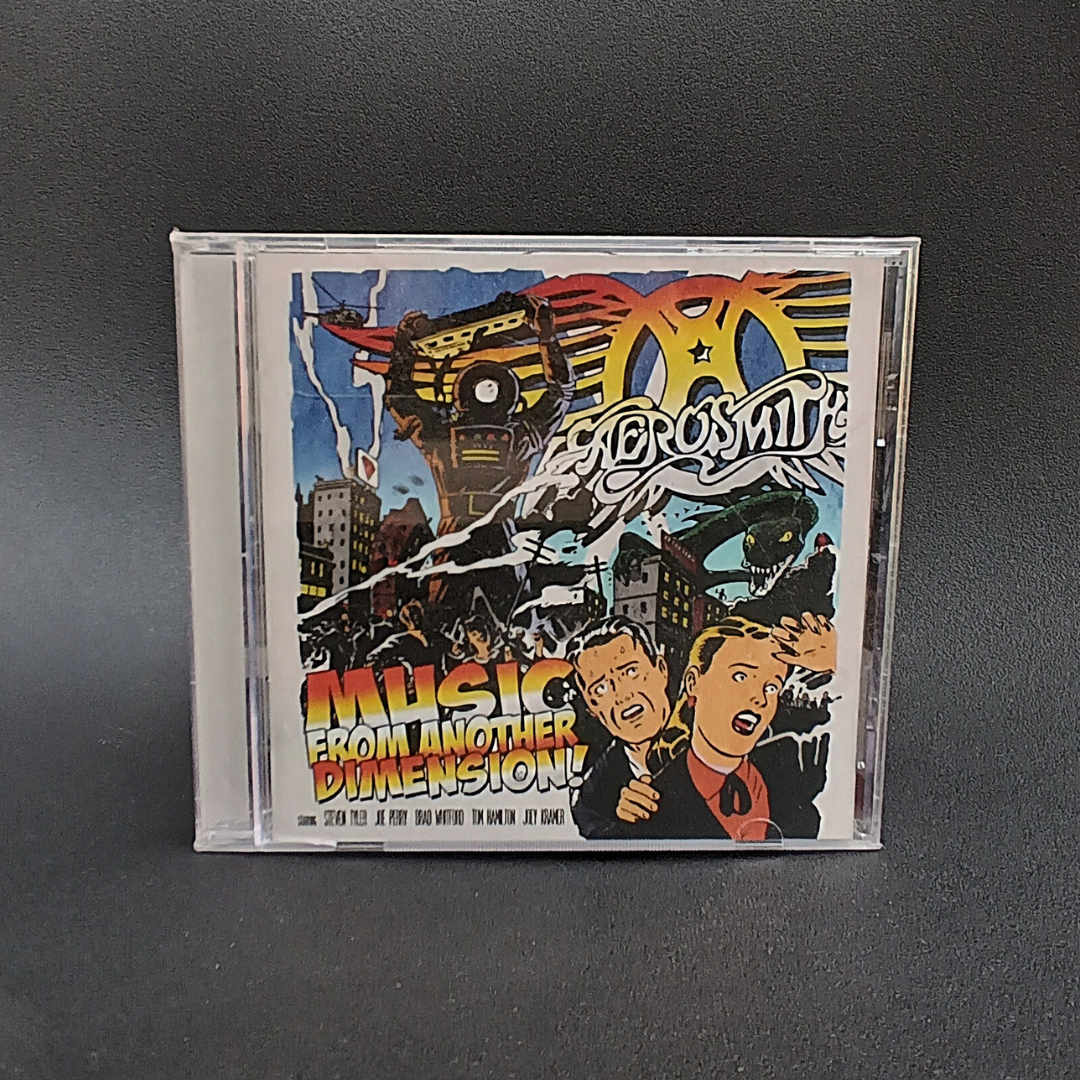 AEROSMITH
MUSIC
FROM ANOTHER
DIMENSION!
STARRING STEVEN TYLER JOE PERRY BRAD WHITFORD TOM HAMILTON JOEY KRAMER